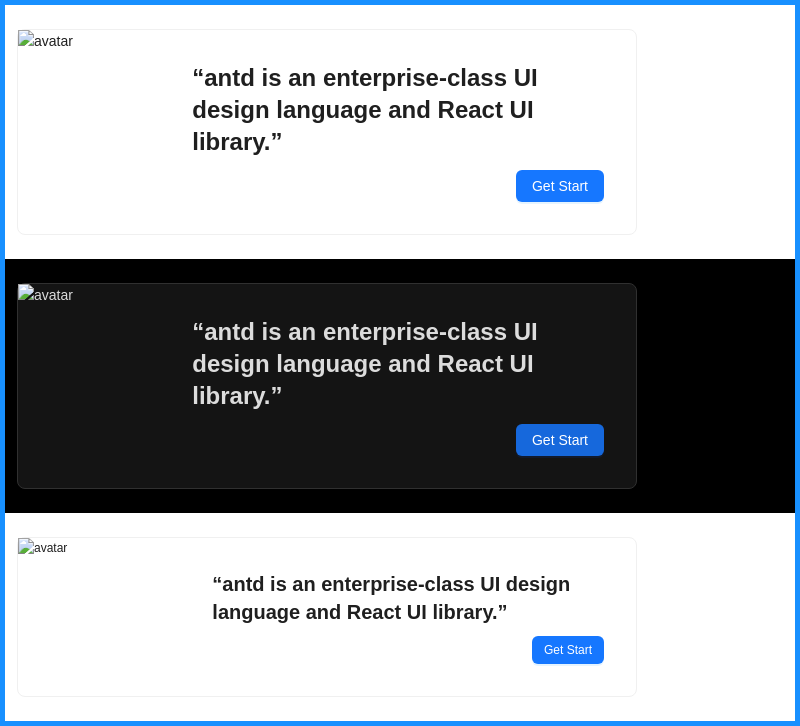 avatar
“antd is an enterprise-class UI
design language and React UI
library.”
Get Start
avatar
“antd is an enterprise-class UI
design language and React UI
library.”
Get Start
avatar
“antd is an enterprise-class UI design
language and React UI library.”
Get Start